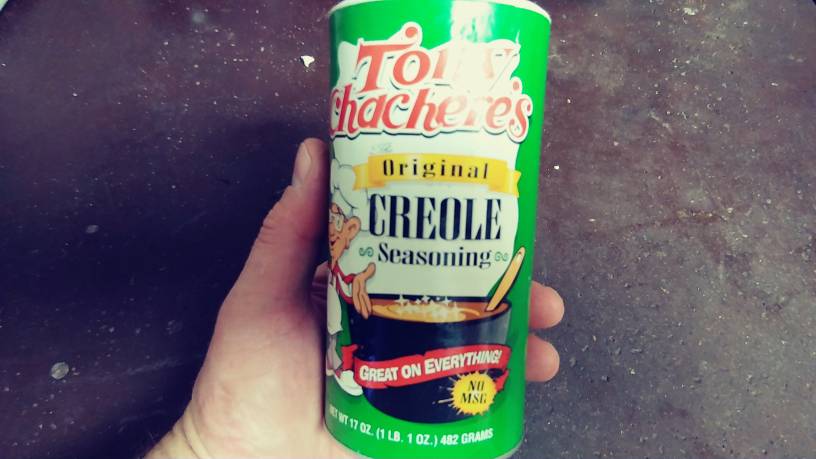 Tony
Chachere's
The
Original
CREOLE
Seasoning
GREAT ON EVERYTHING!
NO
MSG
NET WT 17 OZ. (1 LB. 1 OZ.) 482 GRAMS